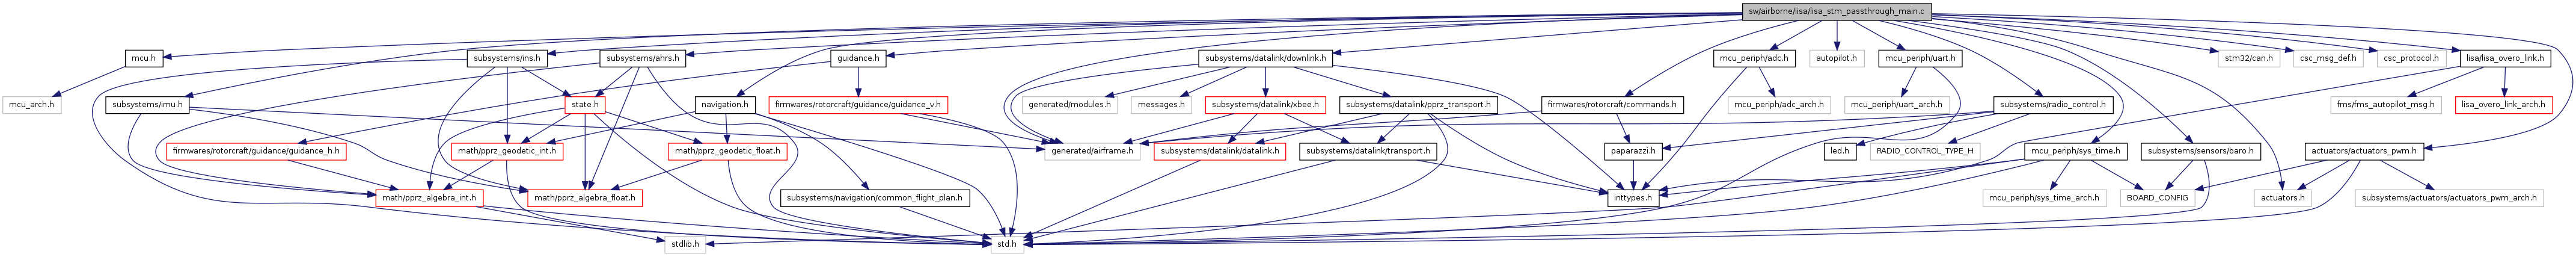 sw/airborne/lisa/lisa_stm_passthrough_main.c
mcu.h
subsystems/ins.h
subsystems/ahrs.h
guidance.h
subsystems/datalink/downlink.h
mcu_periph/adc.h
autopilot.h
mcu_periph/uart.h
stm32/can.h
csc_msg_def.h
csc_protocol.h
lisa/lisa_overo_link.h
mcu_arch.h
subsystems/imu.h
state.h
navigation.h
firmwares/rotorcraft/guidance/guidance_v.h
generated/modules.h
messages.h
subsystems/datalink/xbee.h
subsystems/datalink/pprz_transport.h
firmwares/rotorcraft/commands.h
mcu_periph/adc_arch.h
mcu_periph/uart_arch.h
subsystems/radio_control.h
fms/fms_autopilot_msg.h
lisa_overo_link_arch.h
firmwares/rotorcraft/guidance/guidance_h.h
math/pprz_geodetic_int.h
math/pprz_geodetic_float.h
generated/airframe.h
subsystems/datalink/datalink.h
subsystems/datalink/transport.h
paparazzi.h
led.h
RADIO_CONTROL_TYPE_H
mcu_periph/sys_time.h
subsystems/sensors/baro.h
actuators/actuators_pwm.h
math/pprz_algebra_int.h
math/pprz_algebra_float.h
subsystems/navigation/common_flight_plan.h
inttypes.h
mcu_periph/sys_time_arch.h
BOARD_CONFIG
actuators.h
subsystems/actuators/actuators_pwm_arch.h
stdlib.h
std.h